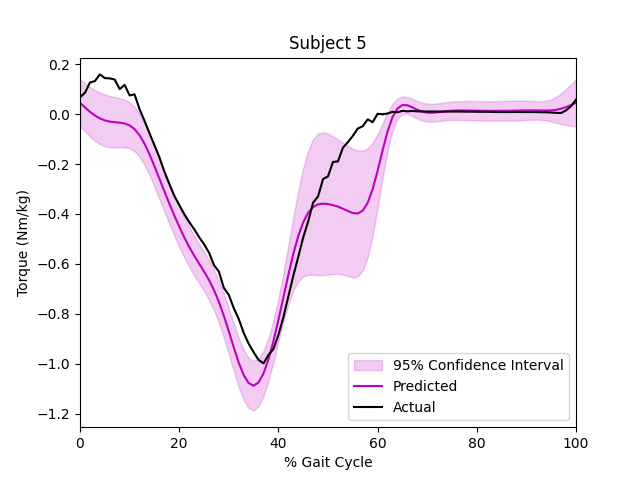 Subject 5
Torque (Nm/kg)
0.2
0.0
−0.2
−0.4
−0.6
−0.8
−1.0
−1.2
95% Confidence Interval
Predicted
Actual
0 20 40 60 80 100
% Gait Cycle